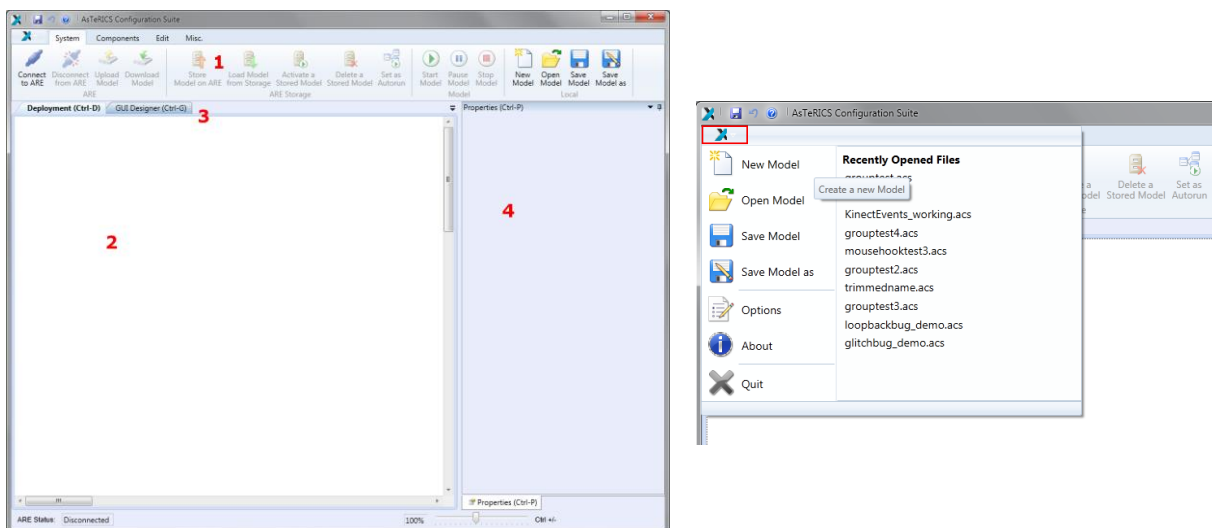 AsTeRICS Configuration Suite
System Components Edit Misc.
1
Connect to ARE
Disconnect from ARE
Upload Model
Download Model
Store Model on ARE
Load Model from Storage
Activate a Stored Model
Delete a Stored Model
Set as Autorun
Start Model
Pause Model
Stop Model
New Model
Open Model
Save Model
Save Model as
ARE
ARE Storage
Model
Local
Deployment (Ctrl-D) GUI Designer (Ctrl-G)
3
Properties (Ctrl-P)
2
4
Properties (Ctrl-P)
ARE Status: Disconnected
100%
Ctrl +/-
AsTeRICS Configuration Suite
New Model
Open Model
Save Model
Save Model as
Options
About
Quit
Recently Opened Files
grouptest.acs
Create a new Model
KinectEvents_working.acs
grouptest4.acs
mousehooktest3.acs
grouptest2.acs
trimmedname.acs
grouptest3.acs
loopbackbug_demo.acs
glitchbug_demo.acs
Delete a Stored Model
Set as Autorun